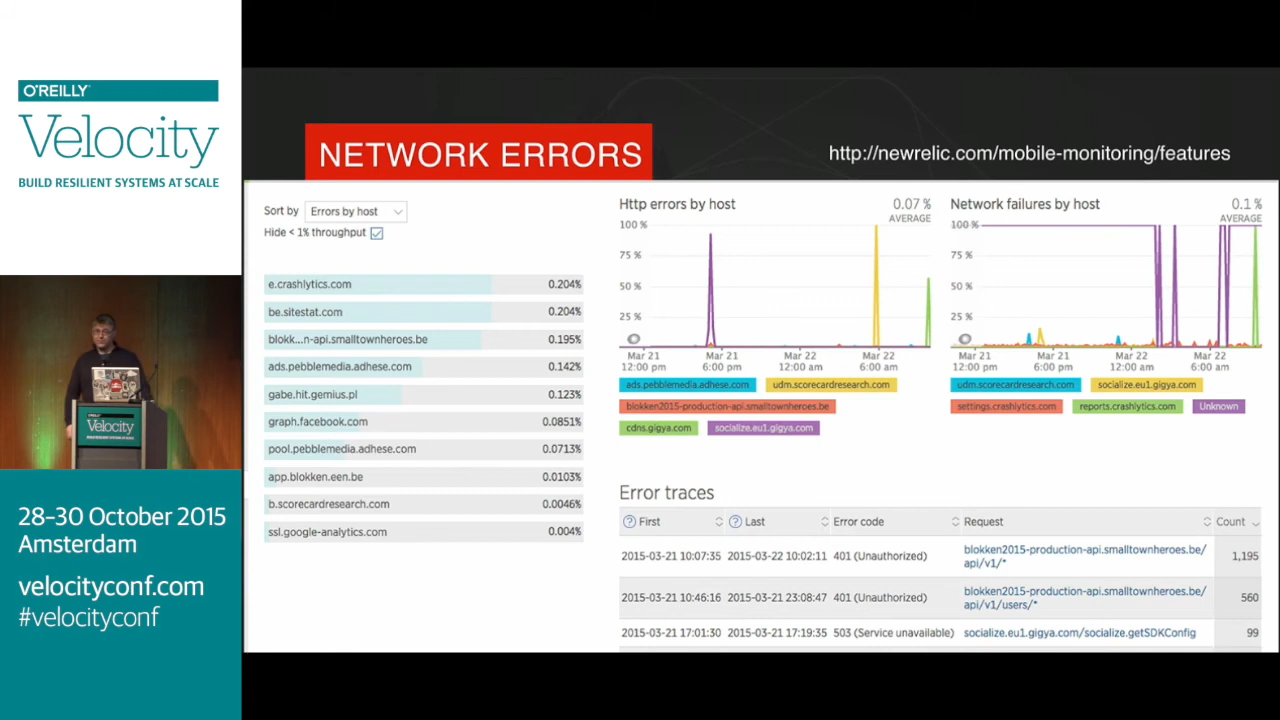 O'REILLY
Velocity
BUILD RESILIENT SYSTEMS AT SCALE
28–30 October 2015
Amsterdam
velocityconf.com
#velocityconf
NETWORK ERRORS
http://newrelic.com/mobile-monitoring/features
Sort by Errors by host
Hide < 1% throughput
e.crashlytics.com 0.204%
be.sitestat.com 0.204%
blokk...n-api.smalltownheroes.be 0.195%
ads.pebblemedia.adhese.com 0.142%
gabe.hit.gemius.pl 0.123%
graph.facebook.com 0.0851%
pool.pebblemedia.adhese.com 0.0713%
app.blokken.een.be 0.0103%
b.scorecardresearch.com 0.0046%
ssl.google-analytics.com 0.004%
Http errors by host 0.07 %
AVERAGE
100 %
75 %
50 %
25 %
Mar 21 Mar 21 Mar 22 Mar 22
12:00 pm 6:00 pm 12:00 am 6:00 am
ads.pebblemedia.adhese.com udm.scorecardresearch.com
blokken2015-production-api.smalltownheroes.be
cdns.gigya.com socialize.eu1.gigya.com
Network failures by host 0.1 %
AVERAGE
100 %
75 %
50 %
25 %
Mar 21 Mar 21 Mar 22 Mar 22
12:00 pm 6:00 pm 12:00 am 6:00 am
udm.scorecardresearch.com socialize.eu1.gigya.com
settings.crashlytics.com reports.crashlytics.com Unknown
Error traces
? First ? Last Error code Request Count
2015-03-21 10:07:35 2015-03-22 10:02:11 401 (Unauthorized) blokken2015-production-api.smalltownheroes.be/ 1,195
api/v1/*
2015-03-21 10:46:16 2015-03-21 23:08:47 401 (Unauthorized) blokken2015-production-api.smalltownheroes.be/ 560
api/v1/users/*
2015-03-21 17:01:30 2015-03-21 17:19:35 503 (Service unavailable) socialize.eu1.gigya.com/socialize.getSDKConfig 99
Velocity